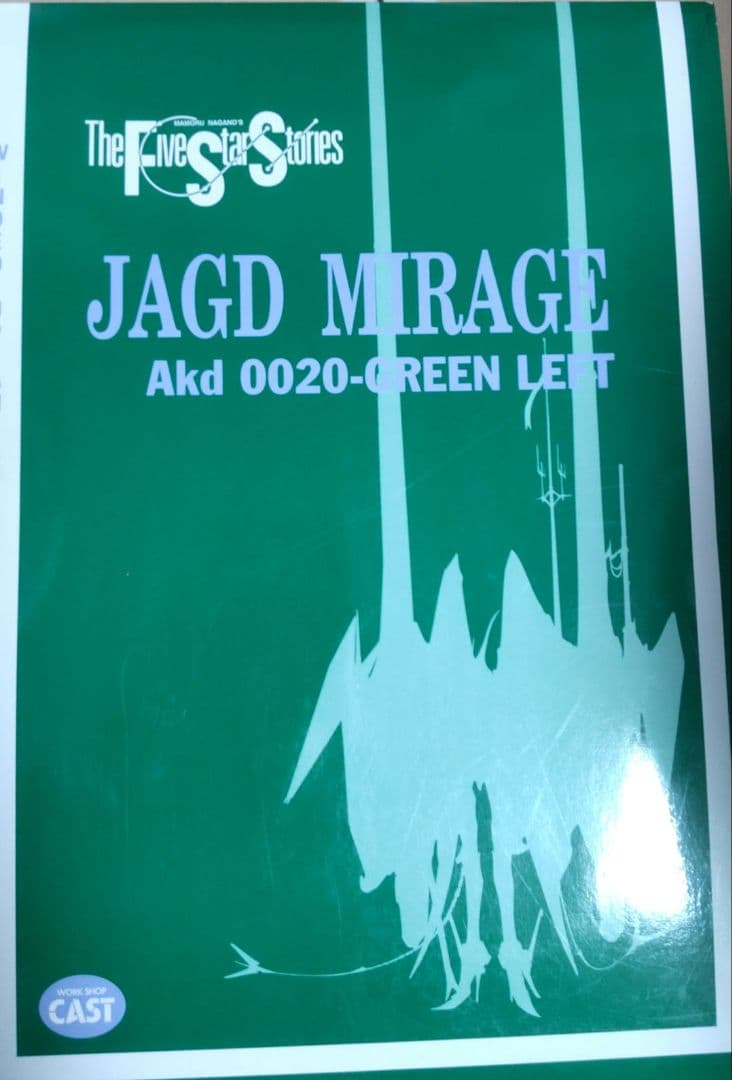 MAMORU NAGANO'S
The Five Star Stories
JAGD MIRAGE
Akd 0020-GREEN LEFT
WORK SHOP
CAST